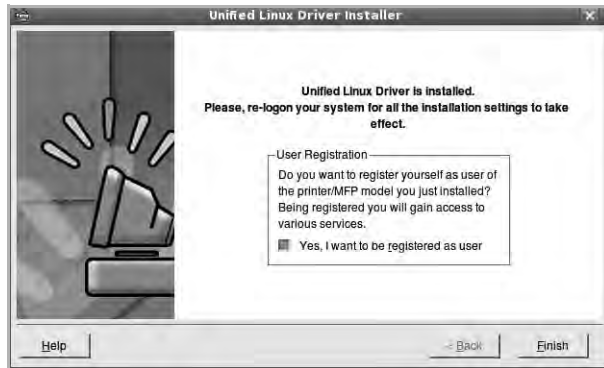 Unified Linux Driver Installer
Unified Linux Driver is installed.
Please, re-logon your system for all the installation settings to take
effect.
User Registration
Do you want to register yourself as user of
the printer/MFP model you just installed?
Being registered you will gain access to
various services.
Yes, I want to be registered as user
Help
< Back
Finish